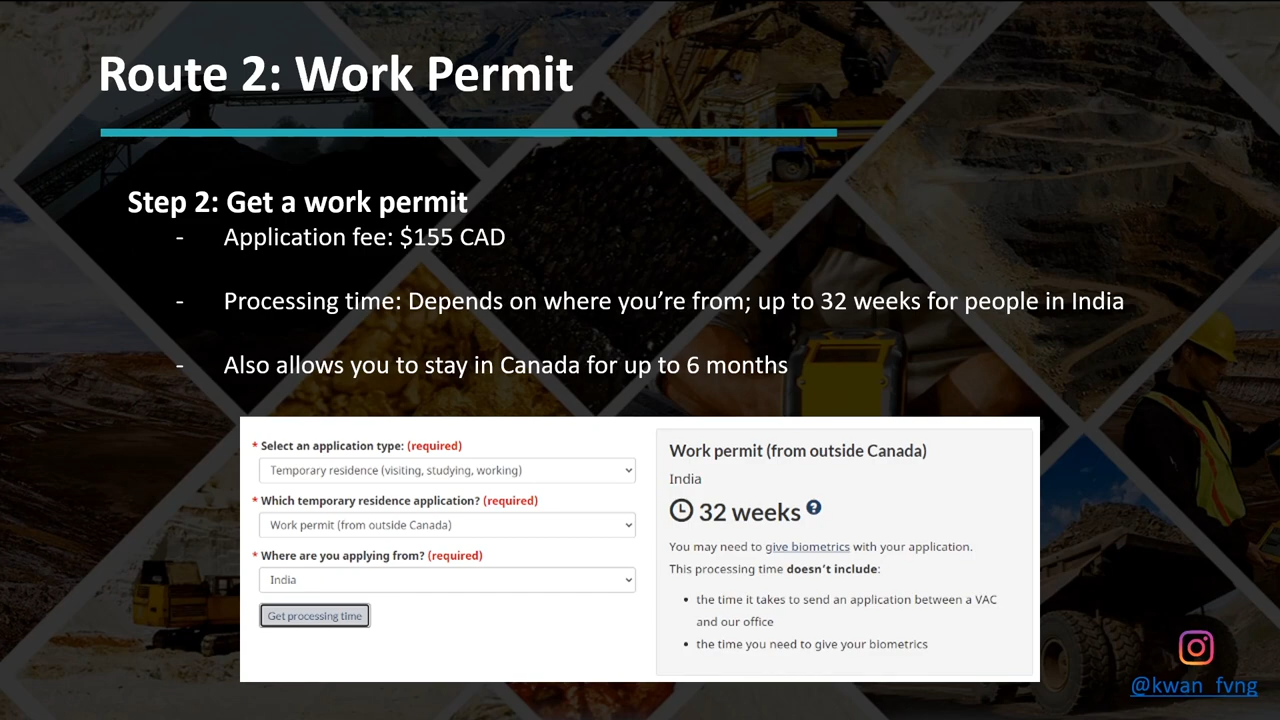 Route 2: Work Permit
Step 2: Get a work permit
- Application fee: $155 CAD
- Processing time: Depends on where you’re from; up to 32 weeks for people in India
- Also allows you to stay in Canada for up to 6 months
* Select an application type: (required)
Temporary residence (visiting, studying, working)
* Which temporary residence application? (required)
Work permit (from outside Canada)
* Where are you applying from? (required)
India
Get processing time
Work permit (from outside Canada)
India
32 weeks ?
You may need to give biometrics with your application.
This processing time doesn’t include:
• the time it takes to send an application between a VAC
and our office
• the time you need to give your biometrics
@kwan_fvng